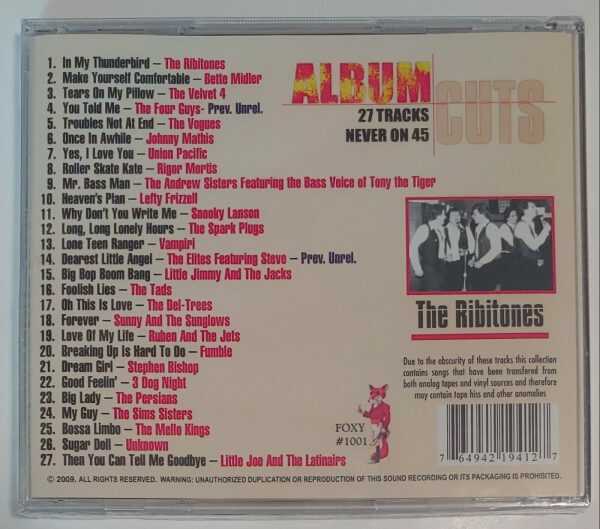 1. In My Thunderbird – The Ribitones
2. Make Yourself Comfortable – Bette Midler
3. Tears On My Pillow – The Velvet 4
4. You Told Me – The Four Guys- Prev. Unrel.
5. Troubles Not At End – The Vogues
6. Once In Awhile – Johnny Mathis
7. Yes, I Love You – Union Pacific
8. Roller Skate Kate – Rigor Mortis
9. Mr. Bass Man – The Andrew Sisters Featuring the Bass Voice of Tony the Tiger
10. Heaven's Plan – Lefty Frizzell
11. Why Don't You Write Me – Snooky Lanson
12. Long, Long Lonely Hours – The Spark Plugs
13. Lone Teen Ranger – Vampiri
14. Dearest Little Angel – The Elites Featuring Steve – Prev. Unrel.
15. Big Bop Boom Bang – Little Jimmy And The Jacks
16. Foolish Lies – The Tads
17. Oh This Is Love – The Del-Trees
18. Forever – Sunny And The Sunglows
19. Love Of My Life – Ruben And The Jets
20. Breaking Up Is Hard To Do – Fumble
21. Dream Girl – Stephen Bishop
22. Good Feelin' – 3 Dog Night
23. Big Lady – The Persians
24. My Guy – The Sims Sisters
25. Bossa Limbo – The Mello Kings
26. Sugar Doll – Unknown
27. Then You Can Tell Me Goodbye – Little Joe And The Latinairs
ALBUM
CUTS
27 TRACKS
NEVER ON 45
The Ribitones
Due to the obscurity of these tracks this collection
contains songs that have been transfered from
both analog tapes and vinyl sources and therefore
may contain tape hiss and other anomalies
FOXY
#1001
7 64942 19412 7
© 2009. ALL RIGHTS RESERVED. WARNING: UNAUTHORIZED DUPLICATION OR REPRODUCTION OF THIS SOUND RECORDING OR ITS PACKAGING IS PROHIBITED.